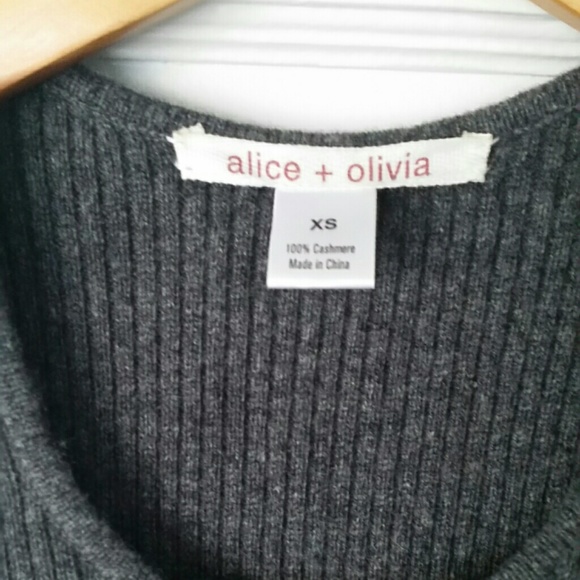 alice + olivia
XS
100% Cashmere
Made in China